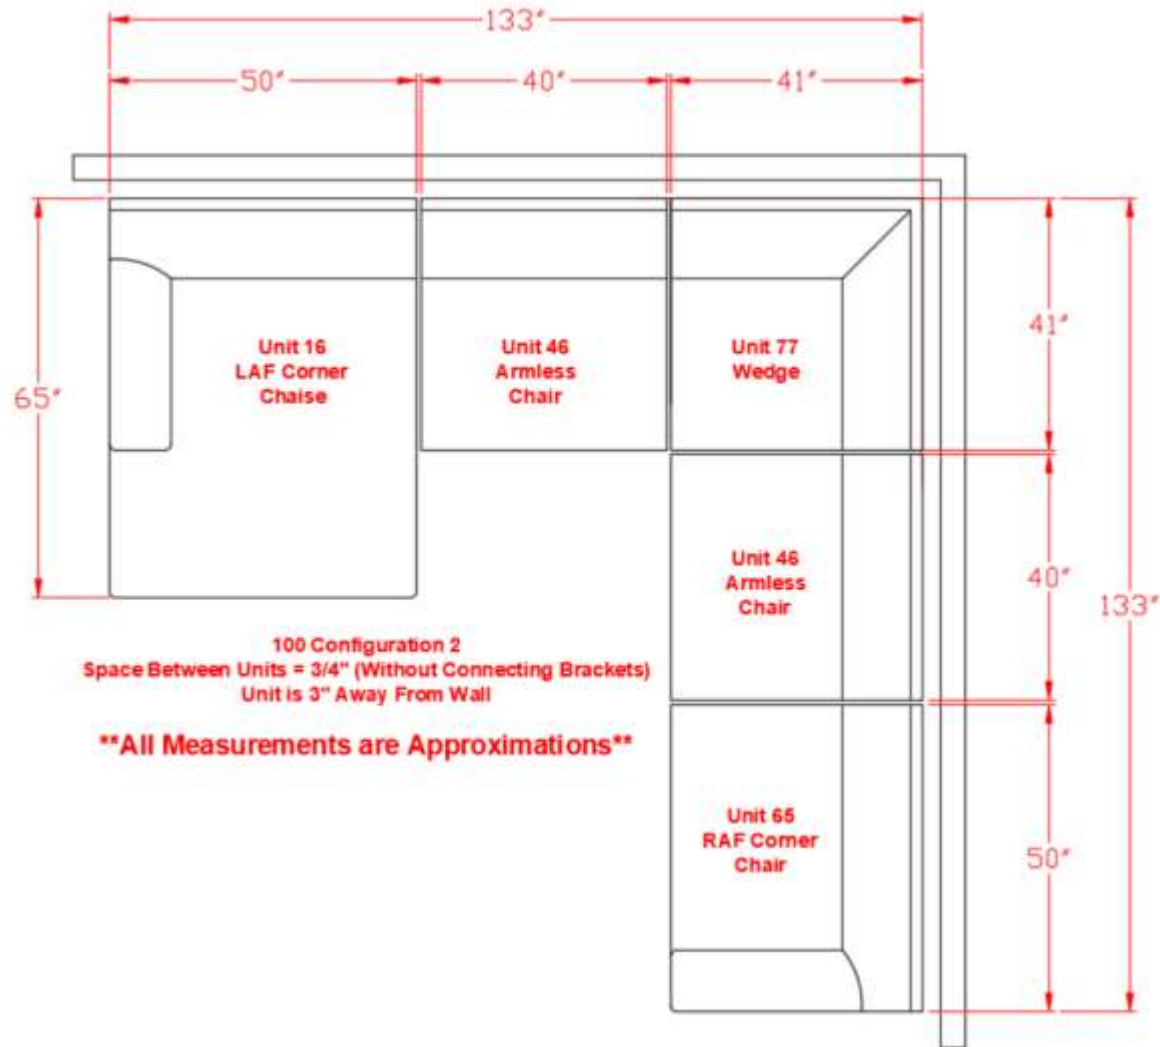 133"
50"
40"
41"
Unit 16
LAF Corner
Chaise
Unit 46
Armless
Chair
Unit 77
Wedge
41"
65"
Unit 46
Armless
Chair
40"
133"
100 Configuration 2
Space Between Units = 3/4" (Without Connecting Brackets)
Unit is 3" Away From Wall
**All Measurements are Approximations**
Unit 65
RAF Corner
Chair
50"